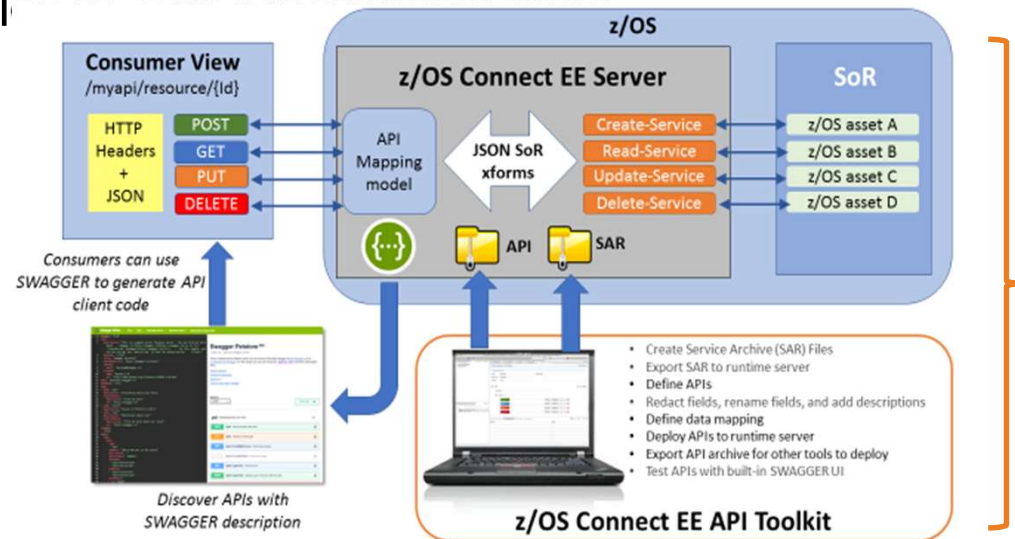 z/OS
Consumer View
/myapi/resource/{Id}
HTTP
Headers
+
JSON
POST
GET
PUT
DELETE
z/OS Connect EE Server
API
Mapping
model
JSON SoR
xforms
Create-Service
Read-Service
Update-Service
Delete-Service
{...}
API
SAR
SoR
z/OS asset A
z/OS asset B
z/OS asset C
z/OS asset D
Consumers can use
SWAGGER to generate API
client code
Swagger Petstore
Discover APIs with
SWAGGER description
• Create Service Archive (SAR) Files
• Export SAR to runtime server
• Define APIs
• Redact fields, rename fields, and add descriptions
• Define data mapping
• Deploy APIs to runtime server
• Export API archive for other tools to deploy
• Test APIs with built-in SWAGGER UI
z/OS Connect EE API Toolkit